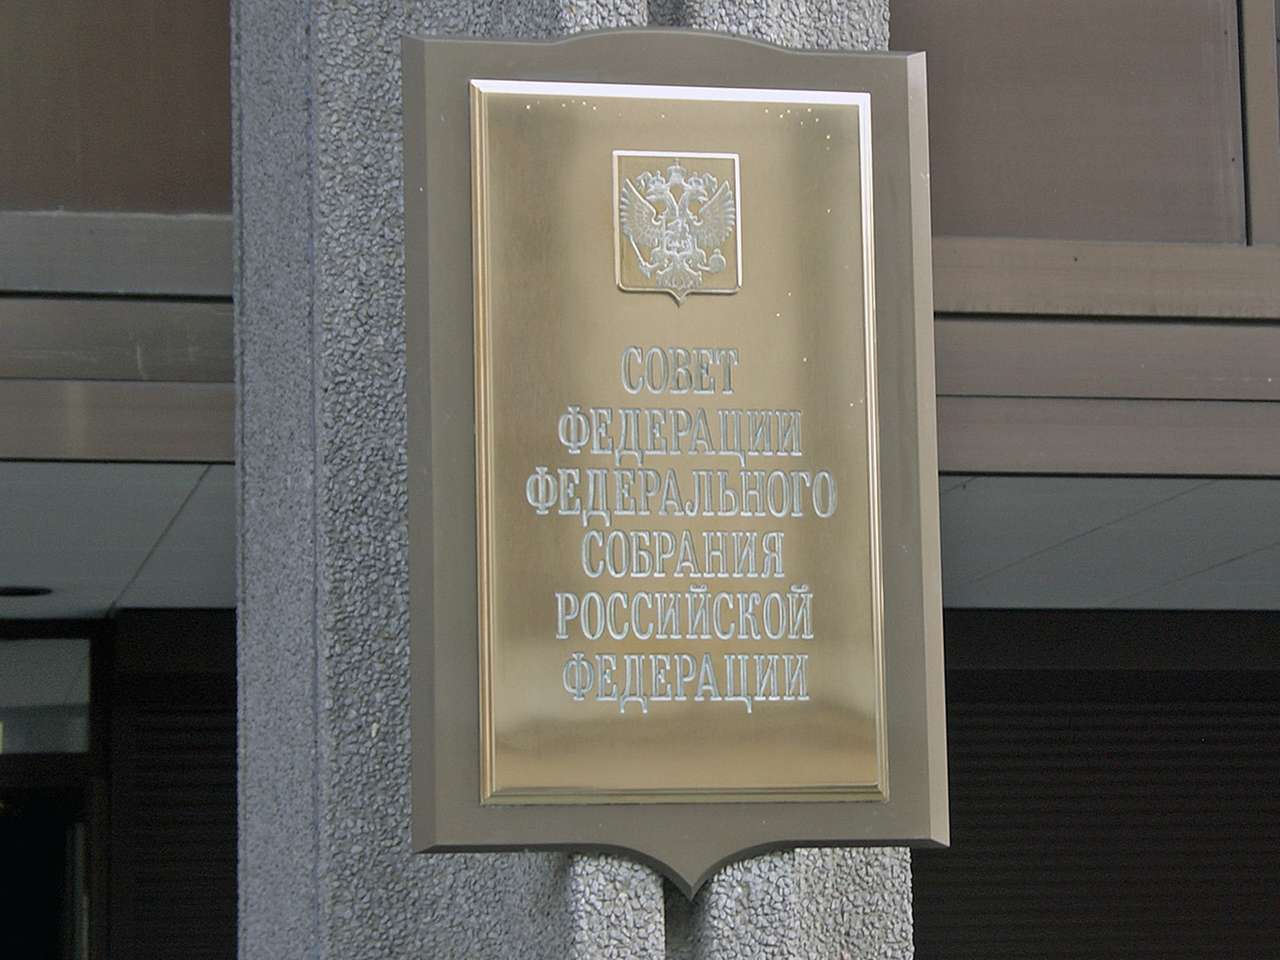 СОВЕТ
ФЕДЕРАЦИИ
ФЕДЕРАЛЬНОГО
СОБРАНИЯ
РОССИЙСКОЙ
ФЕДЕРАЦИИ